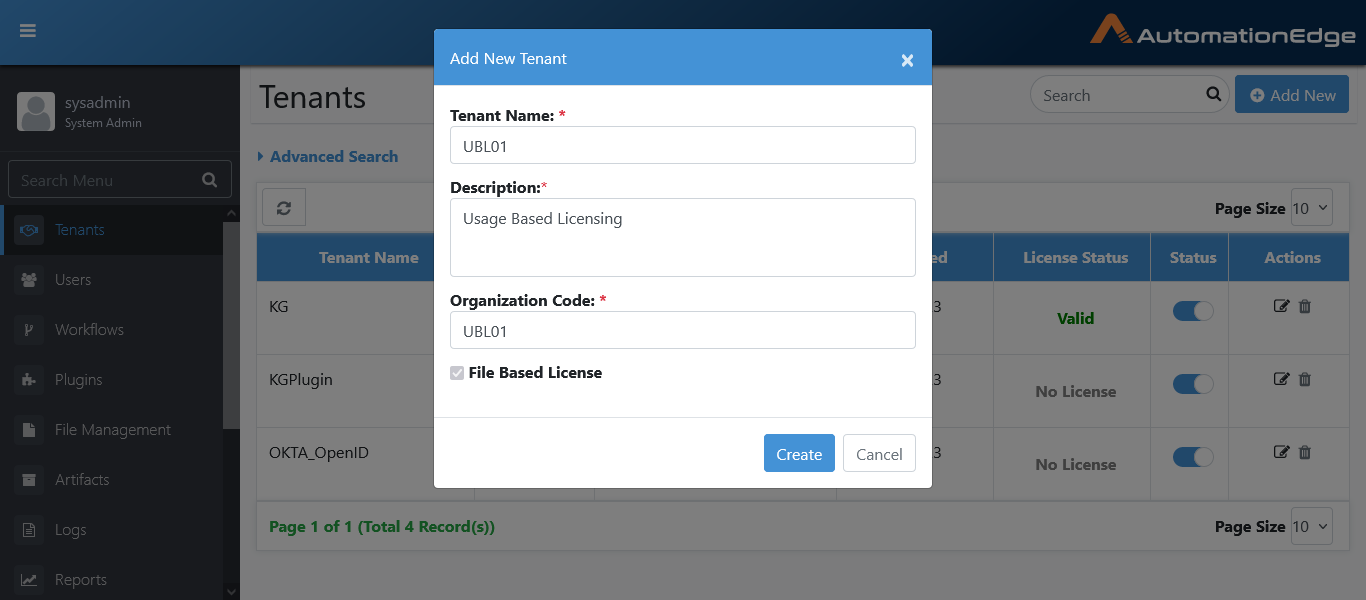 AutomationEdge
sysadmin
System Admin
Search Menu
Tenants
Users
Workflows
Plugins
File Management
Artifacts
Logs
Reports
Tenants
Search
Add New
Advanced Search
Page Size 10
Tenant Name ed License Status Status Actions
KG 3 Valid
KGPlugin 3 No License
OKTA_OpenID 3 No License
Page 1 of 1 (Total 4 Record(s))
Page Size 10
Add New Tenant
×
Tenant Name: *
UBL01
Description:*
Usage Based Licensing
Organization Code: *
UBL01
File Based License
Create
Cancel